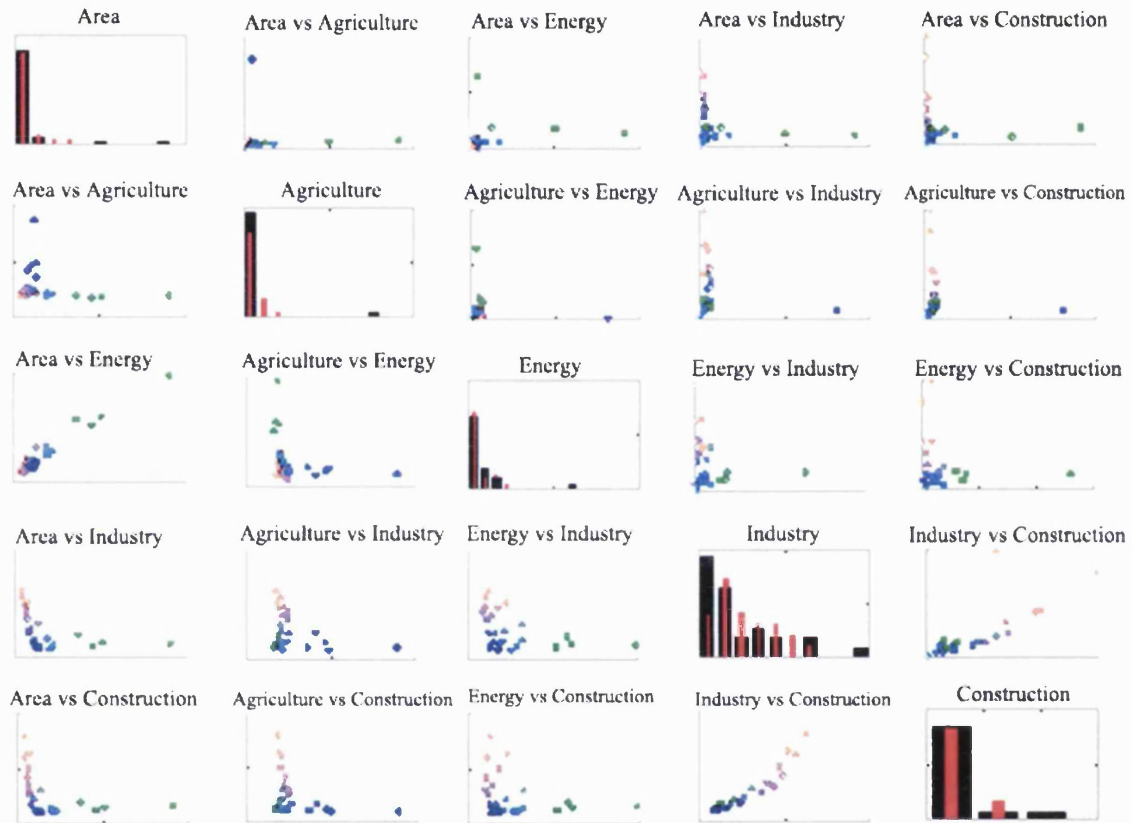 Area
Area vs Agriculture
Area vs Energy
Area vs Industry
Area vs Construction
Area vs Agriculture
Agriculture
Agriculture vs Energy
Agriculture vs Industry
Agriculture vs Construction
Area vs Energy
Agriculture vs Energy
Energy
Energy vs Industry
Energy vs Construction
Area vs Industry
Agriculture vs Industry
Energy vs Industry
Industry
Industry vs Construction
Area vs Construction
Agriculture vs Construction
Energy vs Construction
Industry vs Construction
Construction